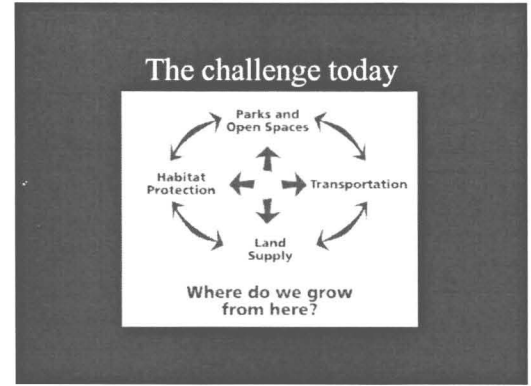 The challenge today
Parks and
Open Spaces
Habitat
Protection
Transportation
Land
Supply
Where do we grow
from here?